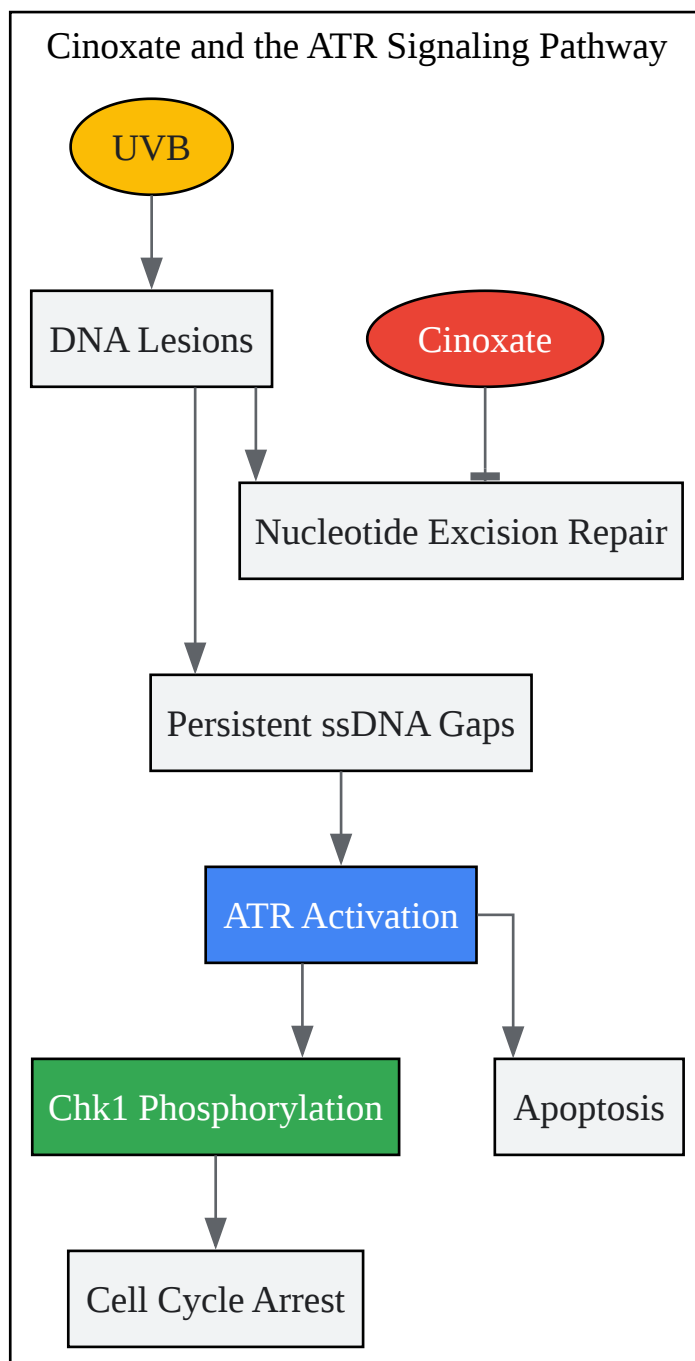 Cinoxate and the ATR Signaling Pathway
UVB
DNA Lesions
Cinoxate
Nucleotide Excision Repair
Persistent ssDNA Gaps
ATR Activation
Chk1 Phosphorylation
Apoptosis
Cell Cycle Arrest